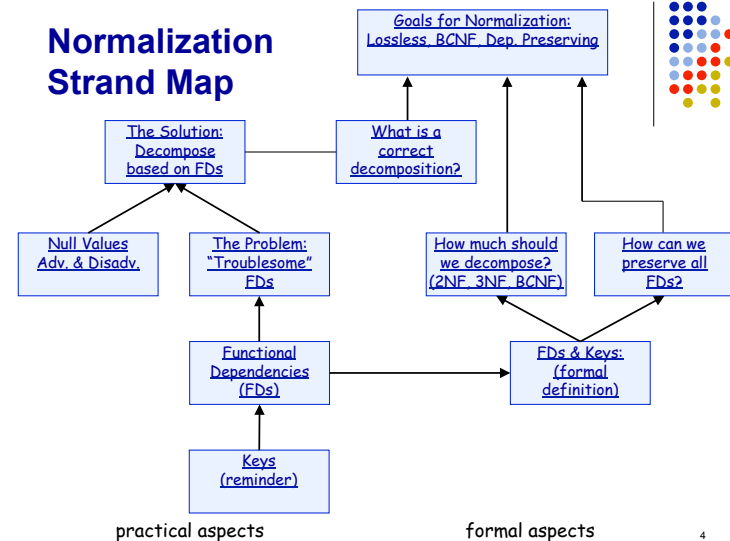 Normalization
Strand Map
Goals for Normalization:
Lossless, BCNF, Dep. Preserving
The Solution:
Decompose
based on FDs
What is a
correct
decomposition?
Null Values
Adv. & Disadv.
The Problem:
"Troublesome"
FDs
How much should
we decompose?
(2NF, 3NF, BCNF)
How can we
preserve all
FDs?
Functional
Dependencies
(FDs)
FDs & Keys:
(formal
definition)
Keys
(reminder)
practical aspects
formal aspects
4